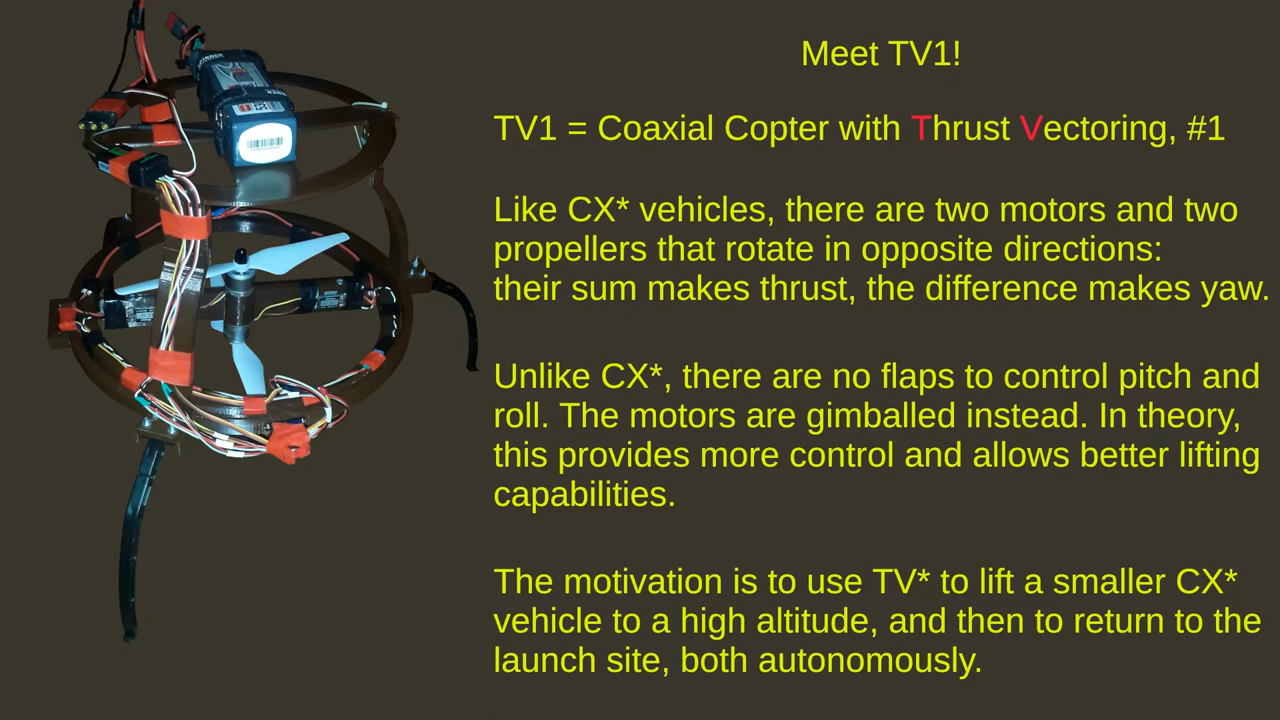 Meet TV1!
TV1 = Coaxial Copter with Thrust Vectoring, #1
Like CX* vehicles, there are two motors and two
propellers that rotate in opposite directions:
their sum makes thrust, the difference makes yaw.
Unlike CX*, there are no flaps to control pitch and
roll. The motors are gimballed instead. In theory,
this provides more control and allows better lifting
capabilities.
The motivation is to use TV* to lift a smaller CX*
vehicle to a high altitude, and then to return to the
launch site, both autonomously.